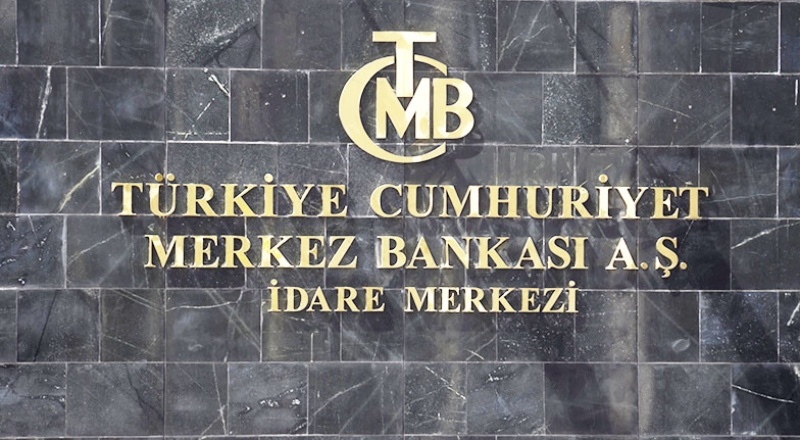 TCMB
TÜRKİYE CUMHURİYET
MERKEZ BANKASI A.Ş.
İDARE MERKEZİ